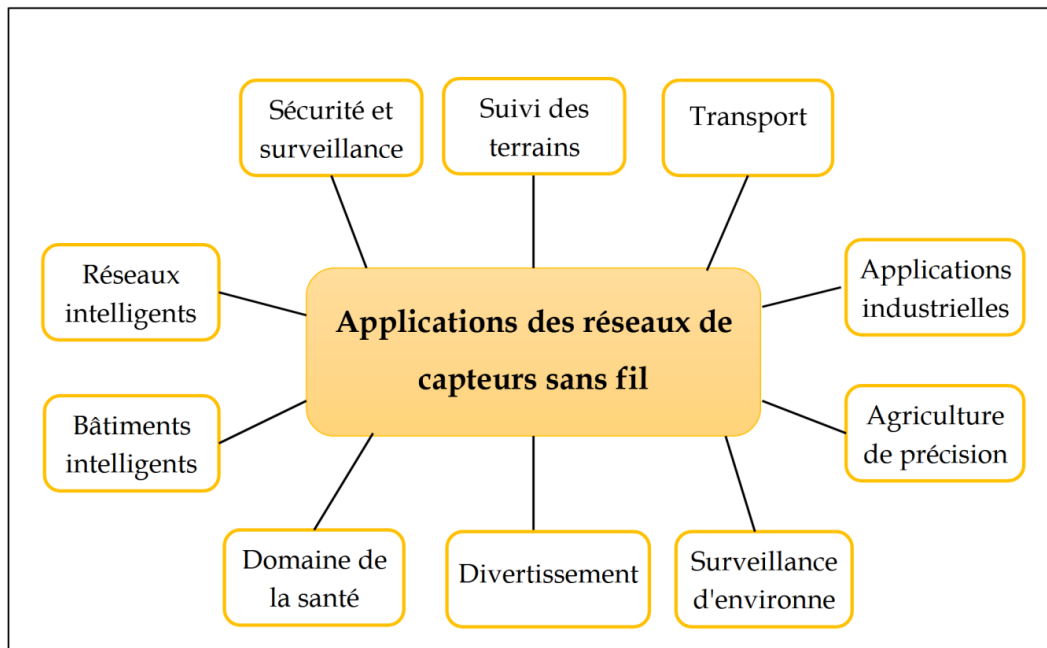 Sécurité et
surveillance
Suivi des
terrains
Transport
Réseaux
intelligents
Applications
industrielles
Applications des réseaux de
capteurs sans fil
Bâtiments
intelligents
Agriculture
de précision
Domaine de
la santé
Divertissement
Surveillance
d'environne